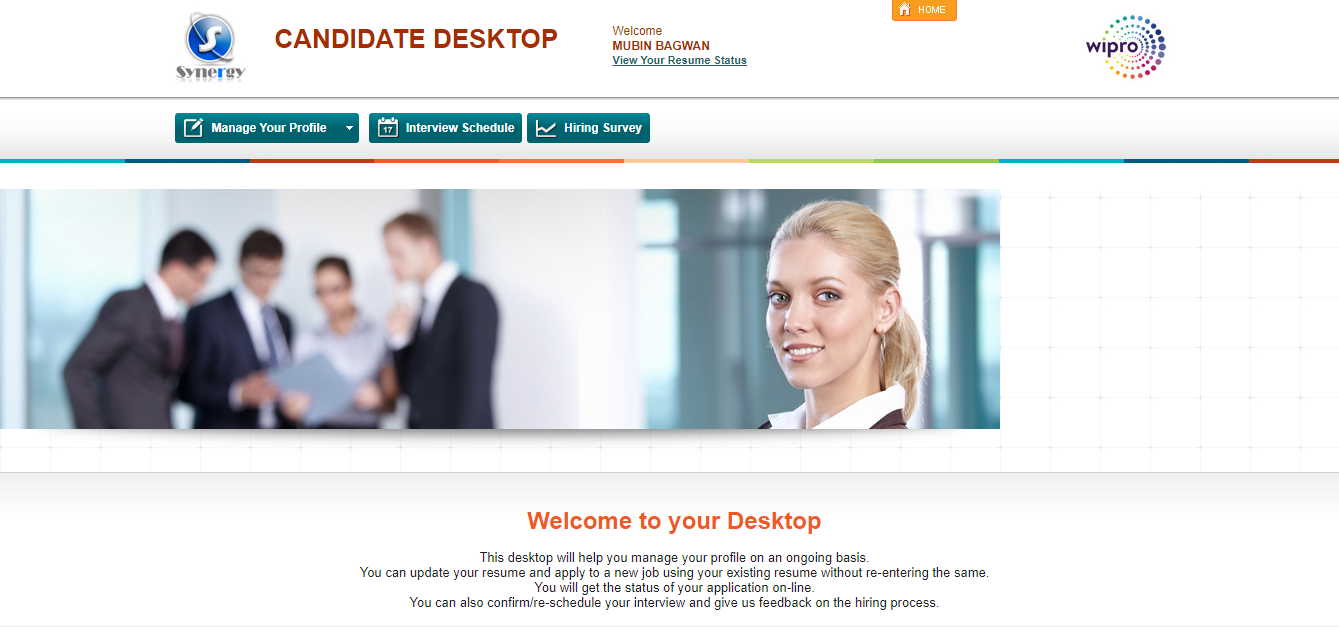 HOME
Synergy
CANDIDATE DESKTOP
Welcome
MUBIN BAGWAN
View Your Resume Status
wipro
Manage Your Profile
17
Interview Schedule
Hiring Survey
Welcome to your Desktop
This desktop will help you manage your profile on an ongoing basis.
You can update your resume and apply to a new job using your existing resume without re-entering the same.
You will get the status of your application on-line.
You can also confirm/re-schedule your interview and give us feedback on the hiring process.